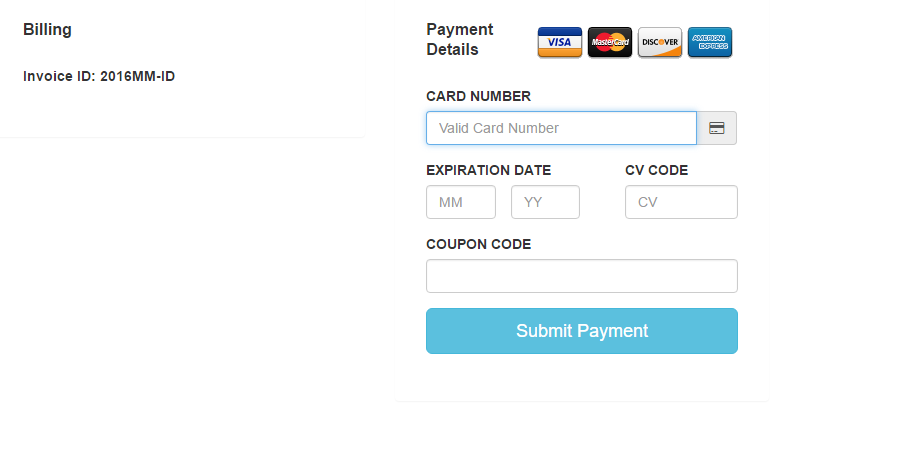 Billing
Invoice ID: 2016MM-ID
Payment
Details
VISA
MasterCard
DISCOVER
AMERICAN
EXPRESS
CARD NUMBER
Valid Card Number
EXPIRATION DATE
CV CODE
MM
YY
CV
COUPON CODE
Submit Payment